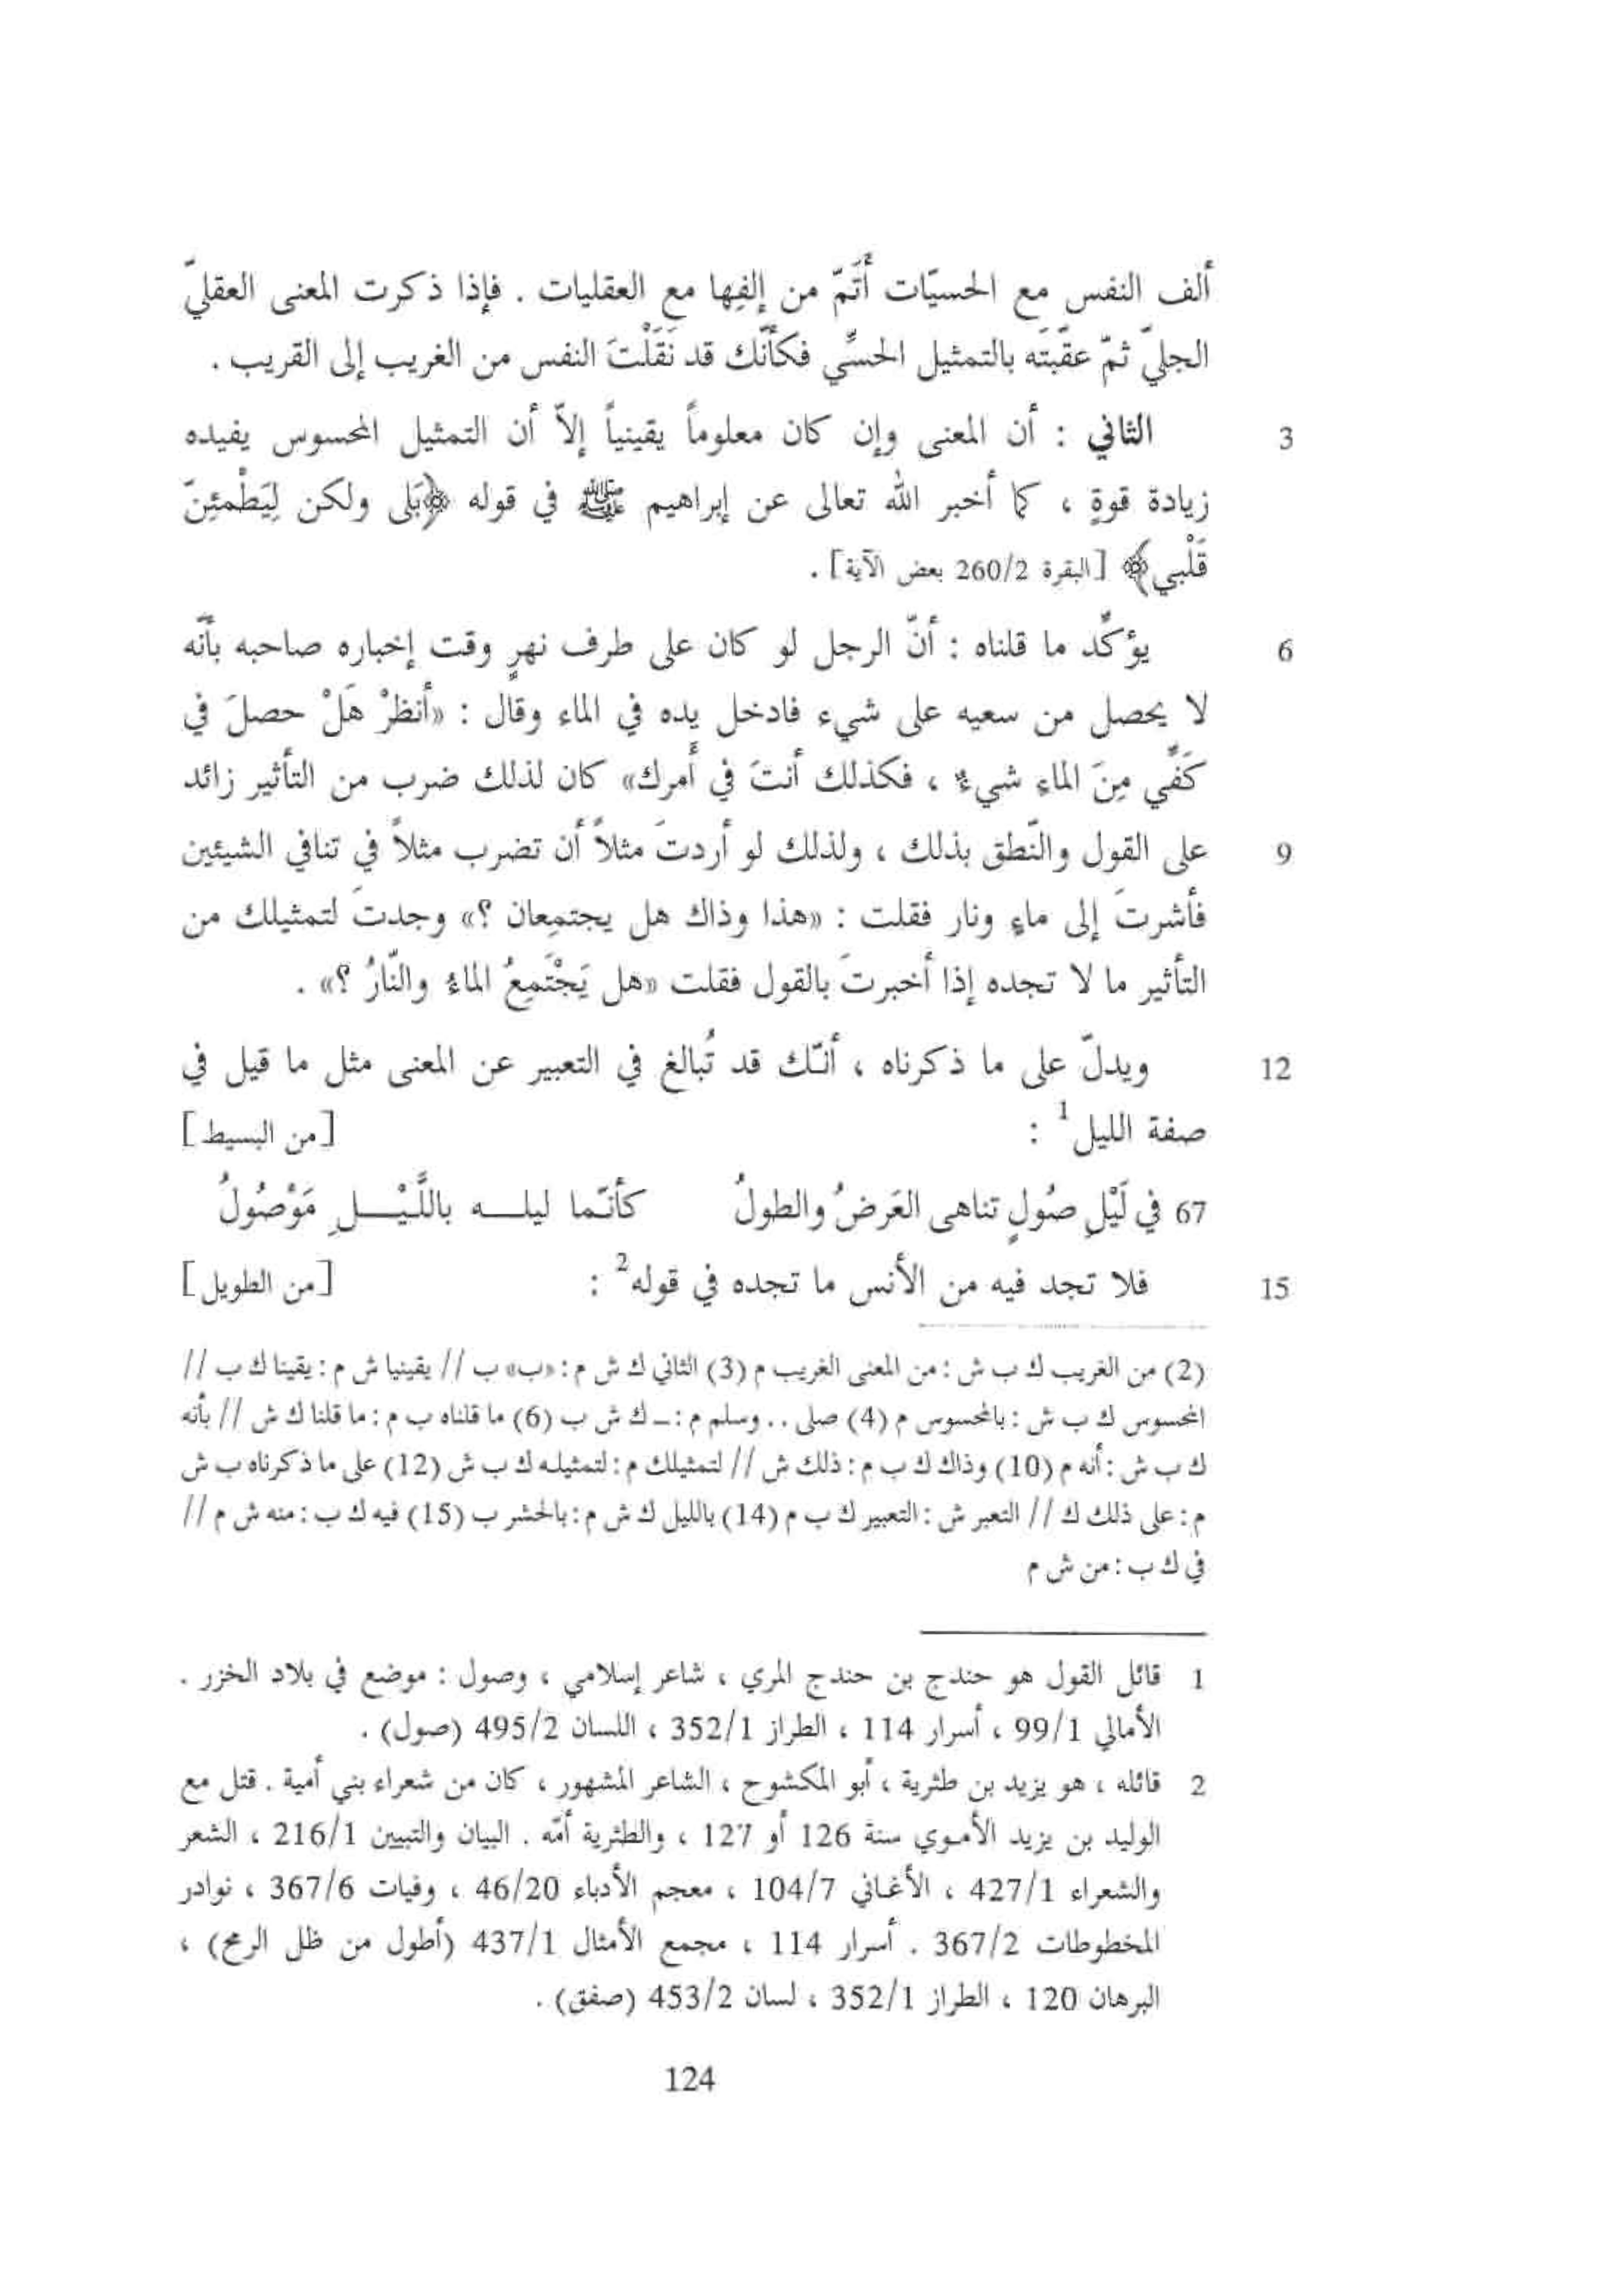 ألف النفس مع الحسيّات أَتَمّ من إلفِها مع العقليات . فإذا ذكرت المعنى العقليّ
الجليّ ثمّ عقّبتَه بالتمثيل الحسّي فكأنّك قد نَقَلْتَ النفس من الغريب إلى القريب .
3 الثاني : أن المعنى وإن كان معلوماً يقينياً إلاّ أن التمثيل المحسوس يفيده
زيادة قوةٍ ، كما أخبر الله تعالى عن إبراهيم ﷺ في قوله ﴿بَلى ولكن لِيَطْمئِنّ
قَلْبي﴾ [البقرة 260/2 بعض الآية] .
6 يؤكّد ما قلناه : أنّ الرجل لو كان على طرف نهرٍ وقت إخباره صاحبه بأنّه
لا يحصل من سعيه على شيء فادخل يده في الماء وقال : «أنظرْ هَلْ حصلَ في
كَفّي مِنَ الماءِ شيءٌ ، فكذلك أنتَ في أَمرك» كان لذلك ضرب من التأثير زائد
9 على القول والنّطق بذلك ، ولذلك لو أردتَ مثلاً أن تضرب مثلاً في تنافي الشيئين
فأشرتَ إلى ماءٍ ونار فقلت : «هذا وذاك هل يجتمِعان ؟» وجدتَ لتمثيلك من
التأثير ما لا تجده إذا أخبرتَ بالقول فقلت «هل يَجْتَمِعُ الماءُ والنّارُ ؟» .
12 ويدلّ على ما ذكرناه ، أنّك قد تُبالغ في التعبير عن المعنى مثل ما قيل في
صفة الليل1 : [من البسيط]
67 في لَيْلِ صُولٍ تناهى العَرضُ والطولُ كأنّما ليلـــه باللَّـيْـــلِ مَوْصُولُ
15 فلا تجد فيه من الأنس ما تجده في قوله2 : [من الطويل]
(2) من الغريب ك ب ش : من المعنى الغريب م (3) الثاني ك ش م : «ب» ب // يقينيا ش م : يقينا ك ب //
المحسوس ك ب ش : بالمحسوس م (4) صلى . . وسلم م : ـ ك ش ب (6) ما قلناه ب م : ما قلنا ك ش // بأنه
ك ب ش : أنه م (10) وذاك ك ب م : ذلك ش // لتمثيلك م : لتمثيله ك ب ش (12) على ما ذكرناه ب ش
م : على ذلك ك // التعبر ش : التعبير ك ب م (14) بالليل ك ش م : بالحشر ب (15) فيه ك ب : منه ش م //
في ك ب : من ش م
1 قائل القول هو حندج بن حندج المري ، شاعر إسلامي ، وصول : موضع في بلاد الخزر .
الأمالي 99/1 ، أسرار 114 ، الطراز 352/1 ، اللسان 495/2 (صول) .
2 قائله ، هو يزيد بن طثرية ، أبو المكشوح ، الشاعر المشهور ، كان من شعراء بني أمية . قتل مع
الوليد بن يزيد الأموي سنة 126 أو 127 ، والطثرية أمّه . البيان والتبيين 216/1 ، الشعر
والشعراء 427/1 ، الأغاني 104/7 ، معجم الأدباء 46/20 ، وفيات 367/6 ، نوادر
المخطوطات 367/2 . أسرار 114 ، مجمع الأمثال 437/1 (أطول من ظل الرمح) ،
البرهان 120 ، الطراز 352/1 ، لسان 453/2 (صفق) .
124